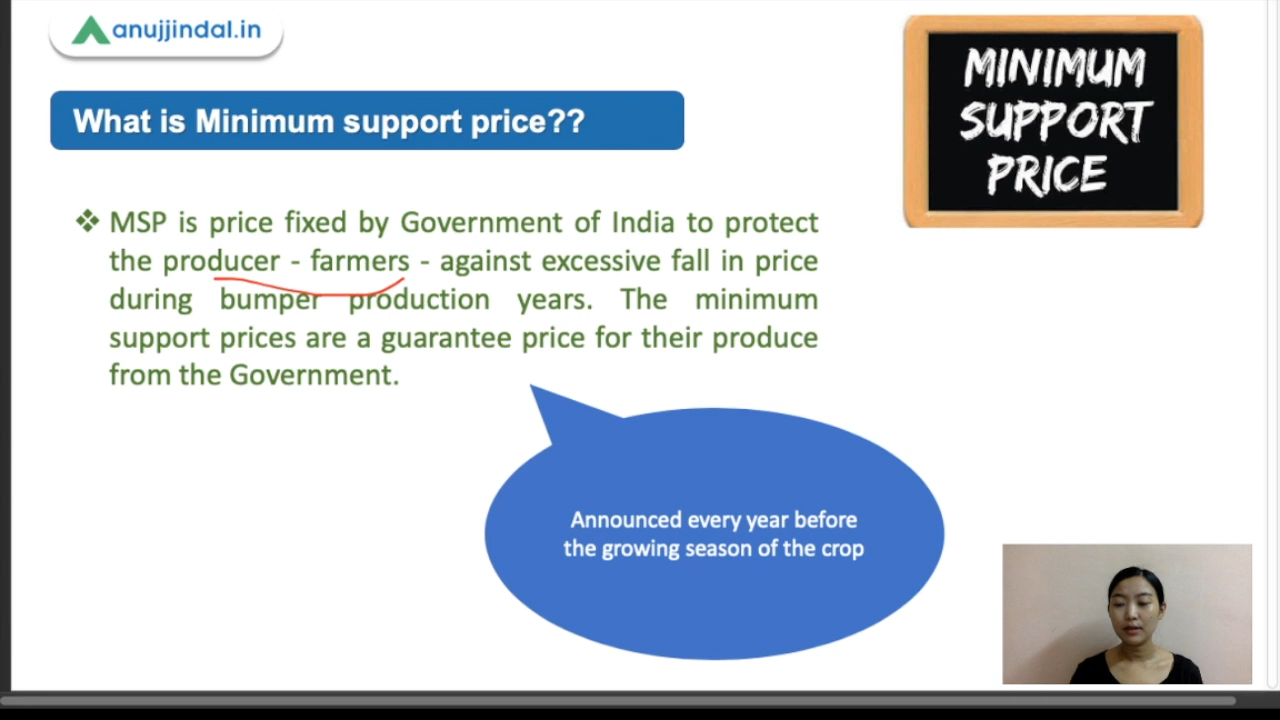 anujjindal.in
What is Minimum support price??
MINIMUM
SUPPORT
PRICE
❖ MSP is price fixed by Government of India to protect
the producer - farmers - against excessive fall in price
during bumper production years. The minimum
support prices are a guarantee price for their produce
from the Government.
Announced every year before
the growing season of the crop